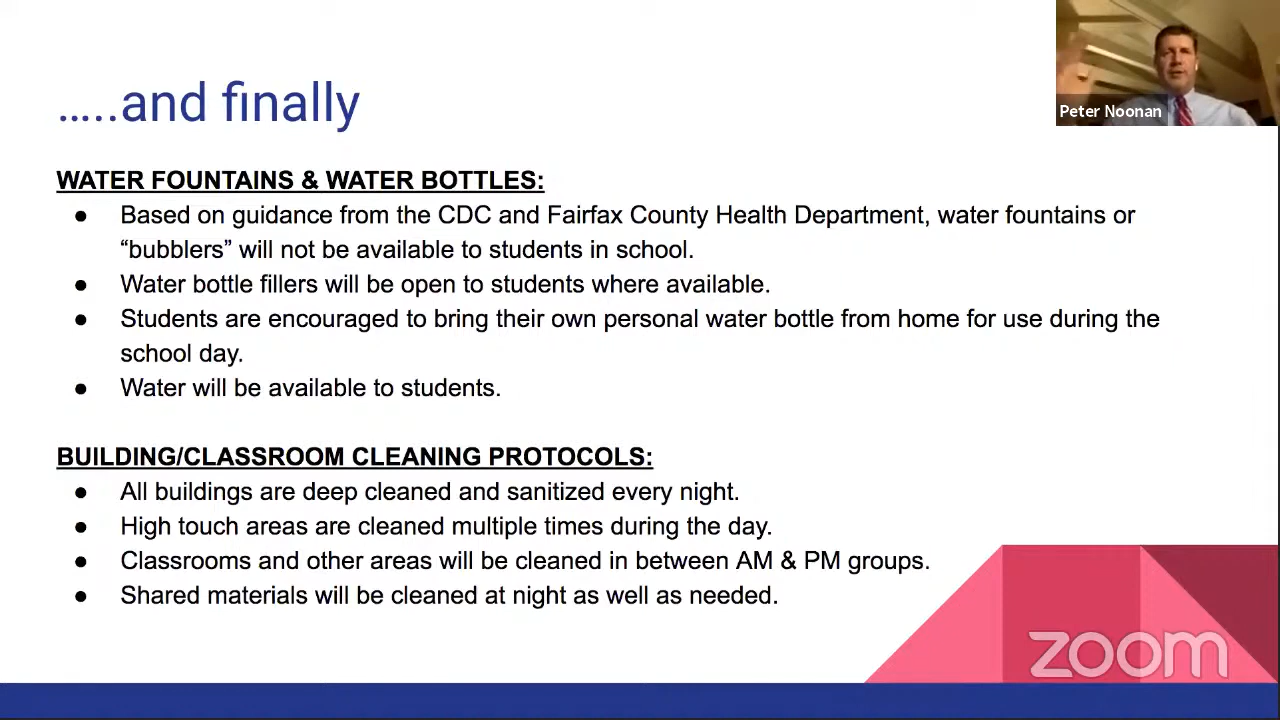 .....and finally
Peter Noonan
WATER FOUNTAINS & WATER BOTTLES:
● Based on guidance from the CDC and Fairfax County Health Department, water fountains or
“bubblers” will not be available to students in school.
● Water bottle fillers will be open to students where available.
● Students are encouraged to bring their own personal water bottle from home for use during the
school day.
● Water will be available to students.
BUILDING/CLASSROOM CLEANING PROTOCOLS:
● All buildings are deep cleaned and sanitized every night.
● High touch areas are cleaned multiple times during the day.
● Classrooms and other areas will be cleaned in between AM & PM groups.
● Shared materials will be cleaned at night as well as needed.
zoom